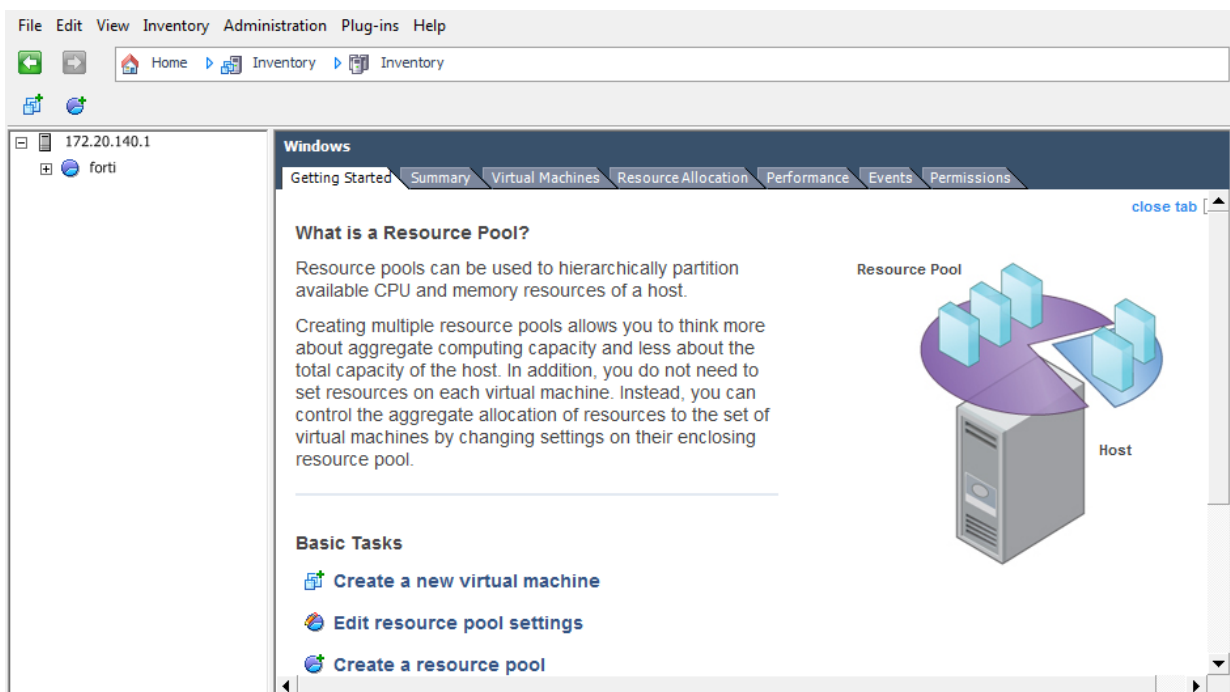 File Edit View Inventory Administration Plug-ins Help
Home Inventory Inventory
172.20.140.1
forti
Windows
Getting Started Summary Virtual Machines Resource Allocation Performance Events Permissions
close tab
What is a Resource Pool?
Resource pools can be used to hierarchically partition
available CPU and memory resources of a host.
Creating multiple resource pools allows you to think more
about aggregate computing capacity and less about the
total capacity of the host. In addition, you do not need to
set resources on each virtual machine. Instead, you can
control the aggregate allocation of resources to the set of
virtual machines by changing settings on their enclosing
resource pool.
Resource Pool
Host
Basic Tasks
Create a new virtual machine
Edit resource pool settings
Create a resource pool